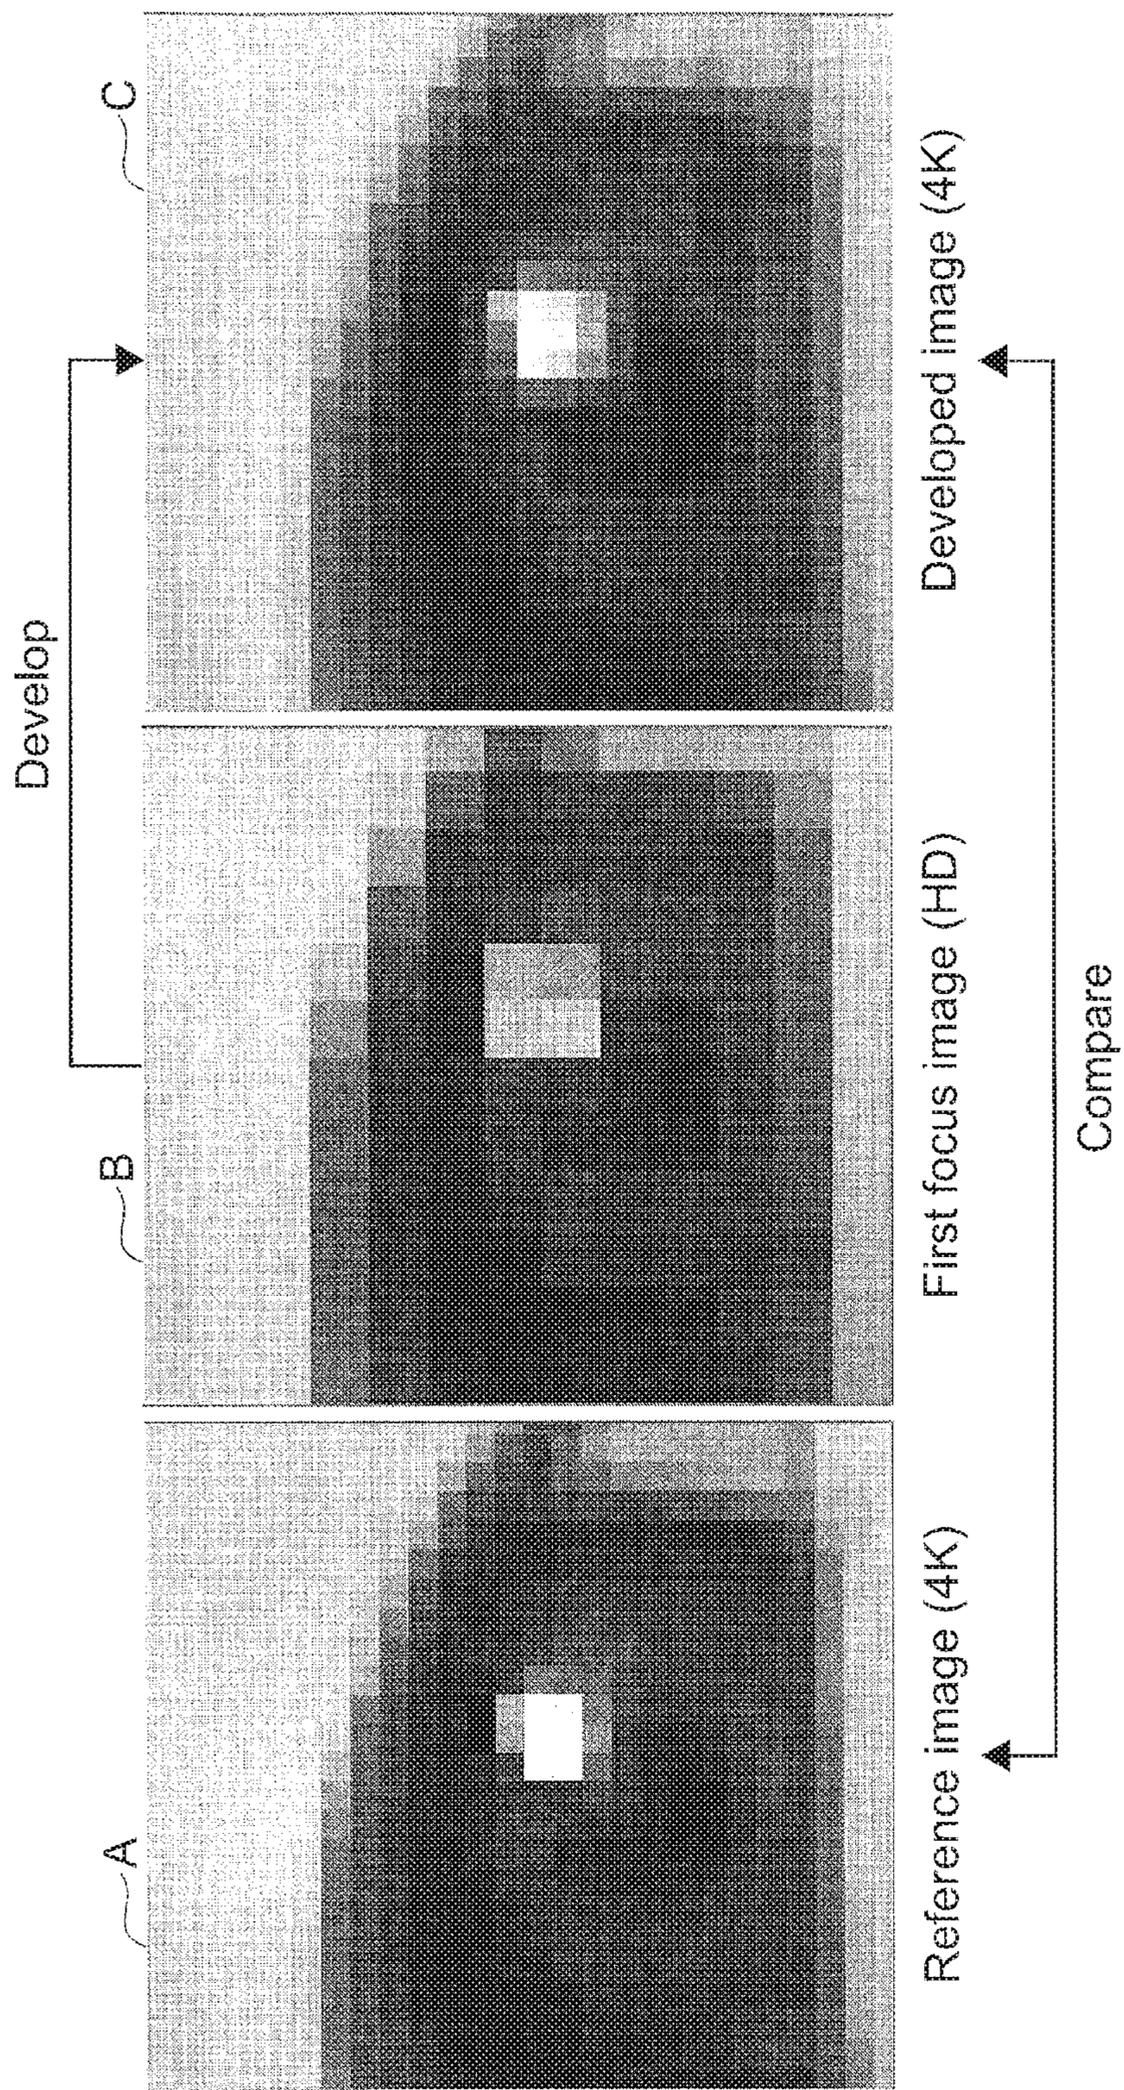 Develop
A
B
C
Reference image (4K)
First focus image (HD)
Developed image (4K)
Compare